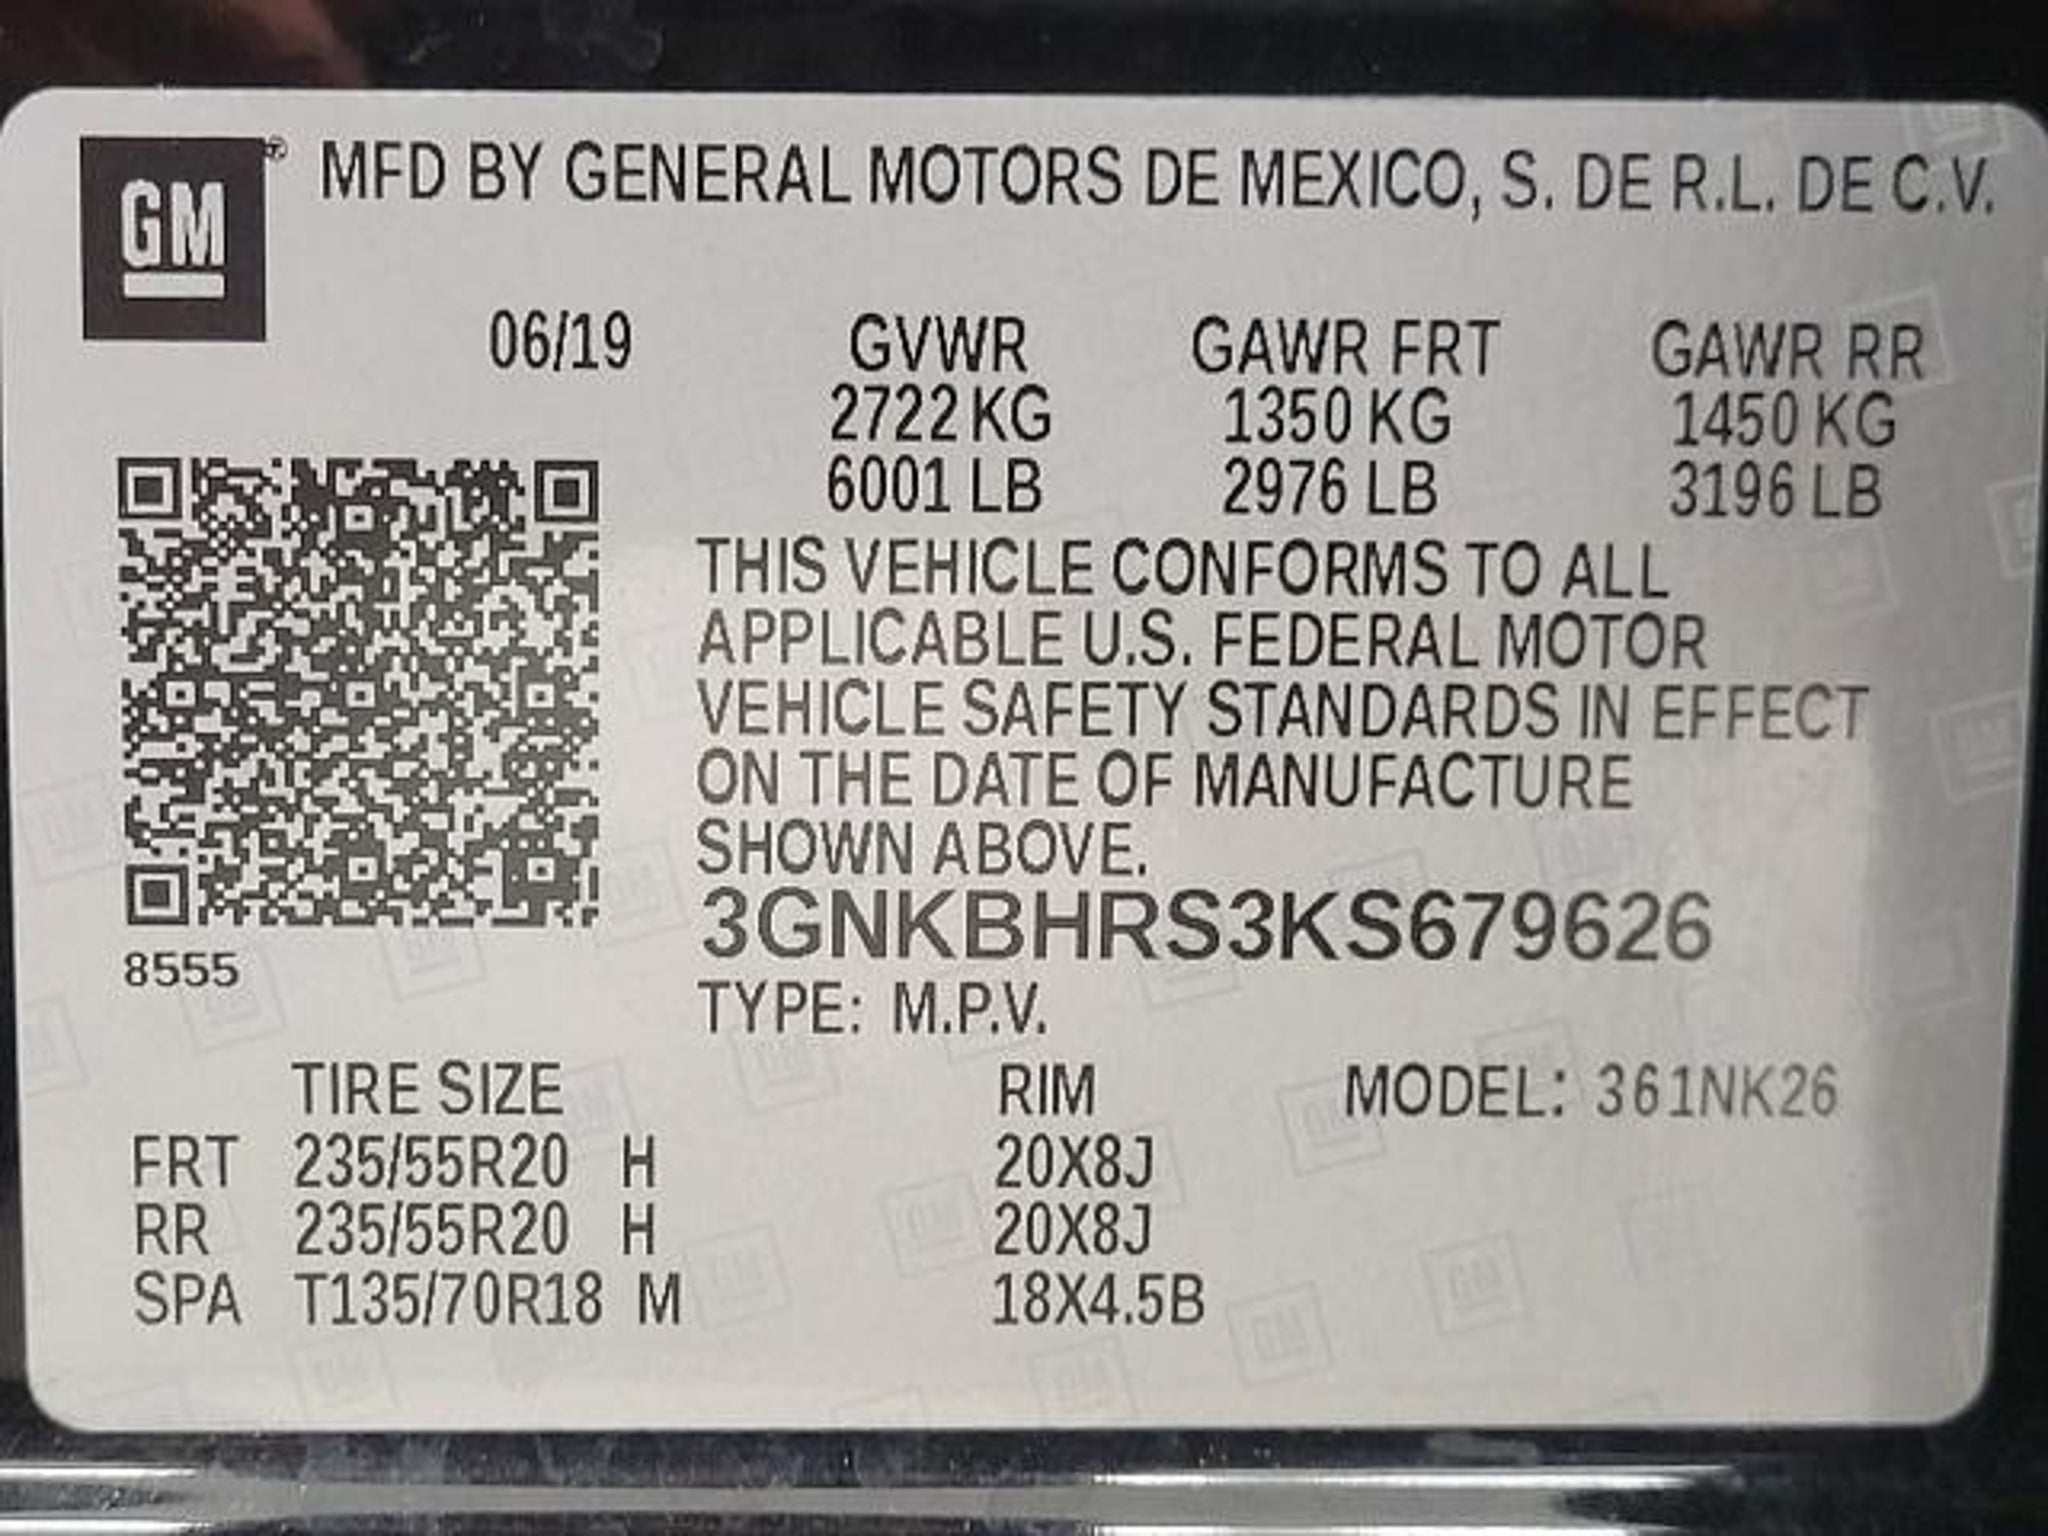 GM® MFD BY GENERAL MOTORS DE MEXICO, S. DE R.L. DE C.V.
06/19 GVWR GAWR FRT GAWR RR
2722 KG 1350 KG 1450 KG
6001 LB 2976 LB 3196 LB
THIS VEHICLE CONFORMS TO ALL
APPLICABLE U.S. FEDERAL MOTOR
VEHICLE SAFETY STANDARDS IN EFFECT
ON THE DATE OF MANUFACTURE
SHOWN ABOVE.
3GNKBHRS3KS679626
8555
TYPE: M.P.V.
TIRE SIZE RIM MODEL: 361NK26
FRT 235/55R20 H 20X8J
RR 235/55R20 H 20X8J
SPA T135/70R18 M 18X4.5B